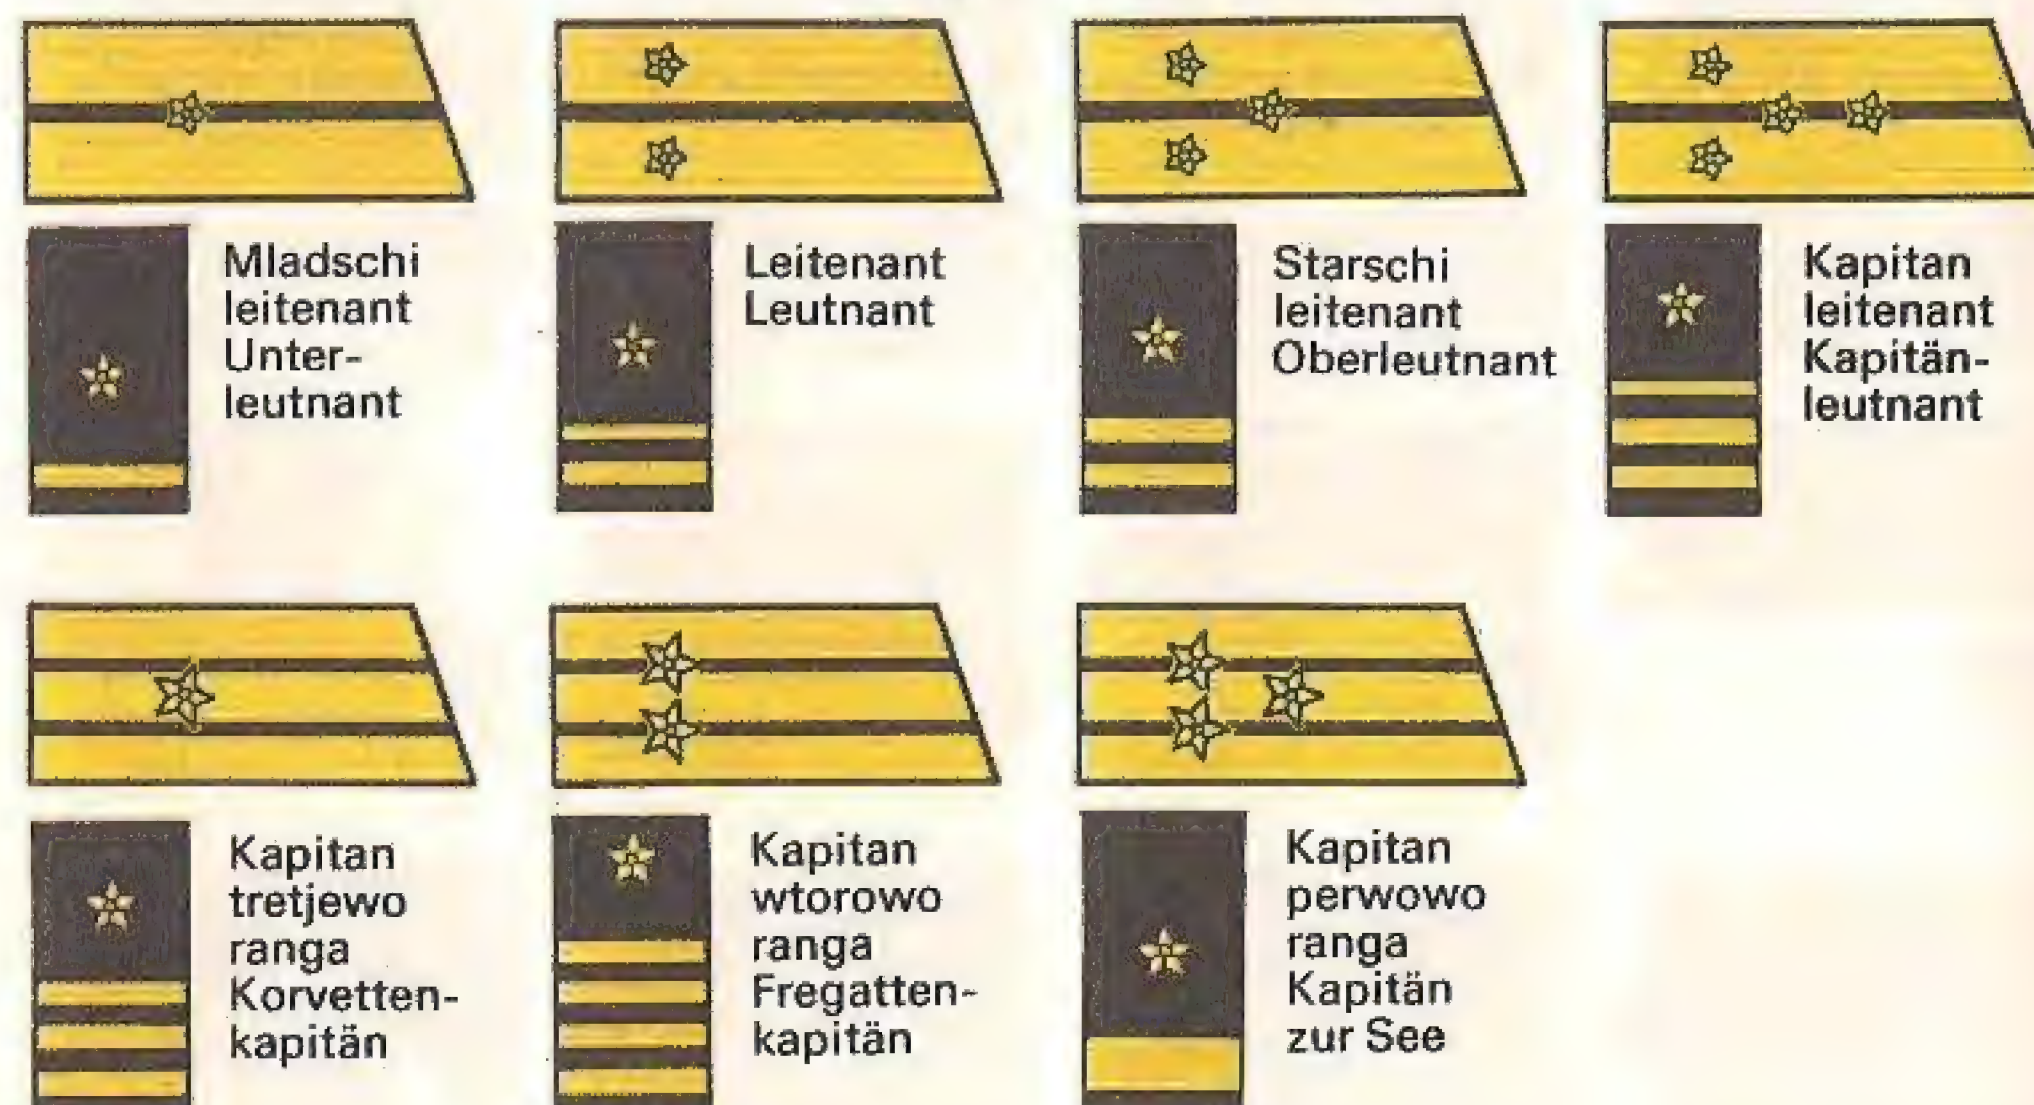 Mladschi
leitenant
Unter-
leutnant
Leitenant
Leutnant
Starschi
leitenant
Oberleutnant
Kapitan
leitenant
Kapitän-
leutnant
Kapitan
tretjewo
ranga
Korvetten-
kapitän
Kapitan
wtorowo
ranga
Fregatten-
kapitän
Kapitan
perwowo
ranga
Kapitän
zur See